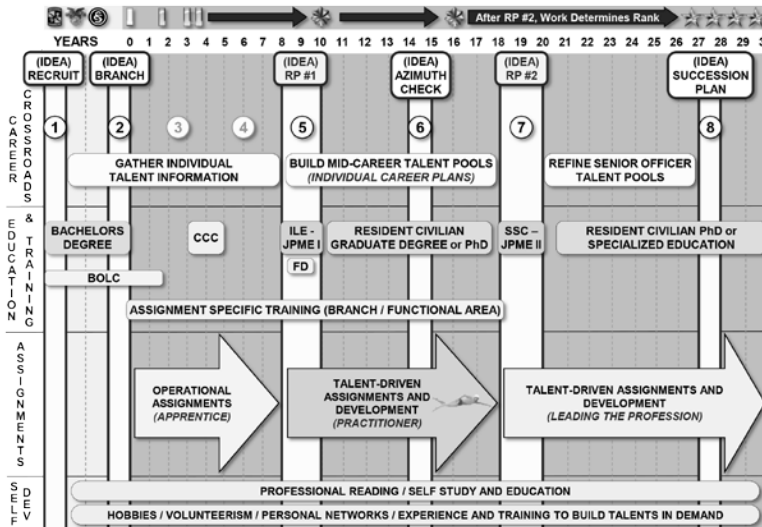 After RP #2, Work Determines Rank
YEARS 0 1 2 3 4 5 6 7 8 9 10 11 12 13 14 15 16 17 18 19 20 21 22 23 24 25 26 27 28 29 30
(IDEA)
RECRUIT
(IDEA)
BRANCH
(IDEA)
RP #1
(IDEA)
AZIMUTH
CHECK
(IDEA)
RP #2
(IDEA)
SUCCESSION
PLAN
CAREER
CROSSROADS
1 2 3 4 5 6 7 8
GATHER INDIVIDUAL
TALENT INFORMATION
BUILD MID-CAREER TALENT POOLS
(INDIVIDUAL CAREER PLANS)
REFINE SENIOR OFFICER
TALENT POOLS
EDUCATION
& TRAINING
BACHELORS
DEGREE
CCC
ILE -
JPME I
FD
RESIDENT CIVILIAN
GRADUATE DEGREE or PhD
SSC –
JPME II
RESIDENT CIVILIAN PhD or
SPECIALIZED EDUCATION
BOLC
ASSIGNMENT SPECIFIC TRAINING (BRANCH / FUNCTIONAL AREA)
ASSIGNMENTS
OPERATIONAL
ASSIGNMENTS
(APPRENTICE)
TALENT-DRIVEN
ASSIGNMENTS AND
DEVELOPMENT
(PRACTITIONER)
TALENT-DRIVEN ASSIGNMENTS AND
DEVELOPMENT
(LEADING THE PROFESSION)
SELF
DEV
PROFESSIONAL READING / SELF STUDY AND EDUCATION
HOBBIES / VOLUNTEERISM / PERSONAL NETWORKS / EXPERIENCE AND TRAINING TO BUILD TALENTS IN DEMAND